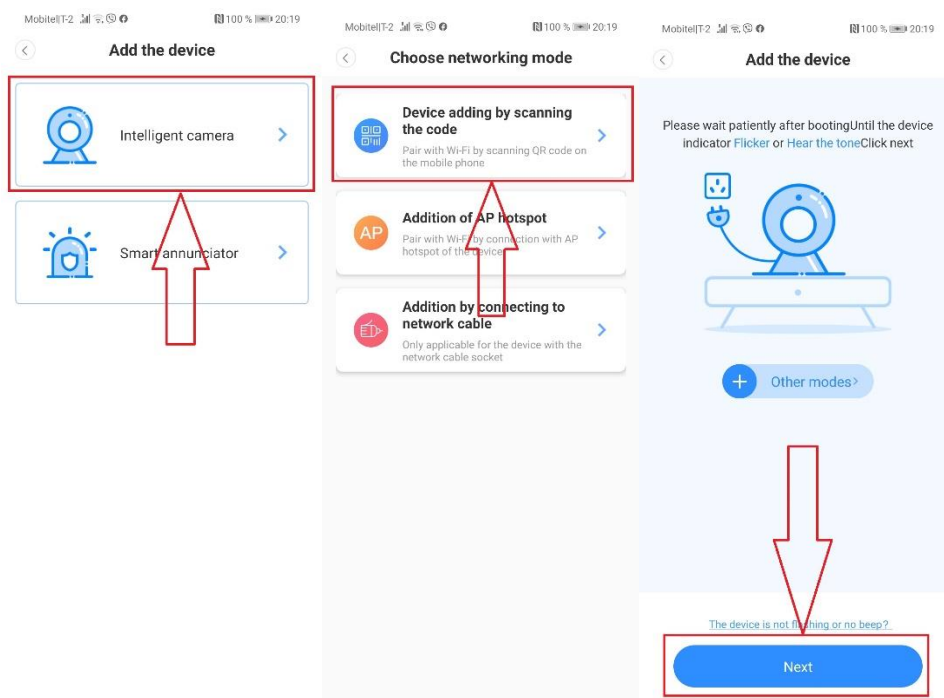 Mobitel|T-2 100 % 20:19
Add the device
Intelligent camera
Smart annunciator
Mobitel|T-2 100 % 20:19
Choose networking mode
Device adding by scanning
the code
Pair with Wi-Fi by scanning QR code on
the mobile phone
AP
Addition of AP hotspot
Pair with Wi-Fi by connection with AP
hotspot of the device
Addition by connecting to
network cable
Only applicable for the device with the
network cable socket
Mobitel|T-2 100 % 20:19
Add the device
Please wait patiently after bootingUntil the device
indicator Flicker or Hear the toneClick next
Other modes>
The device is not flashing or no beep?
Next